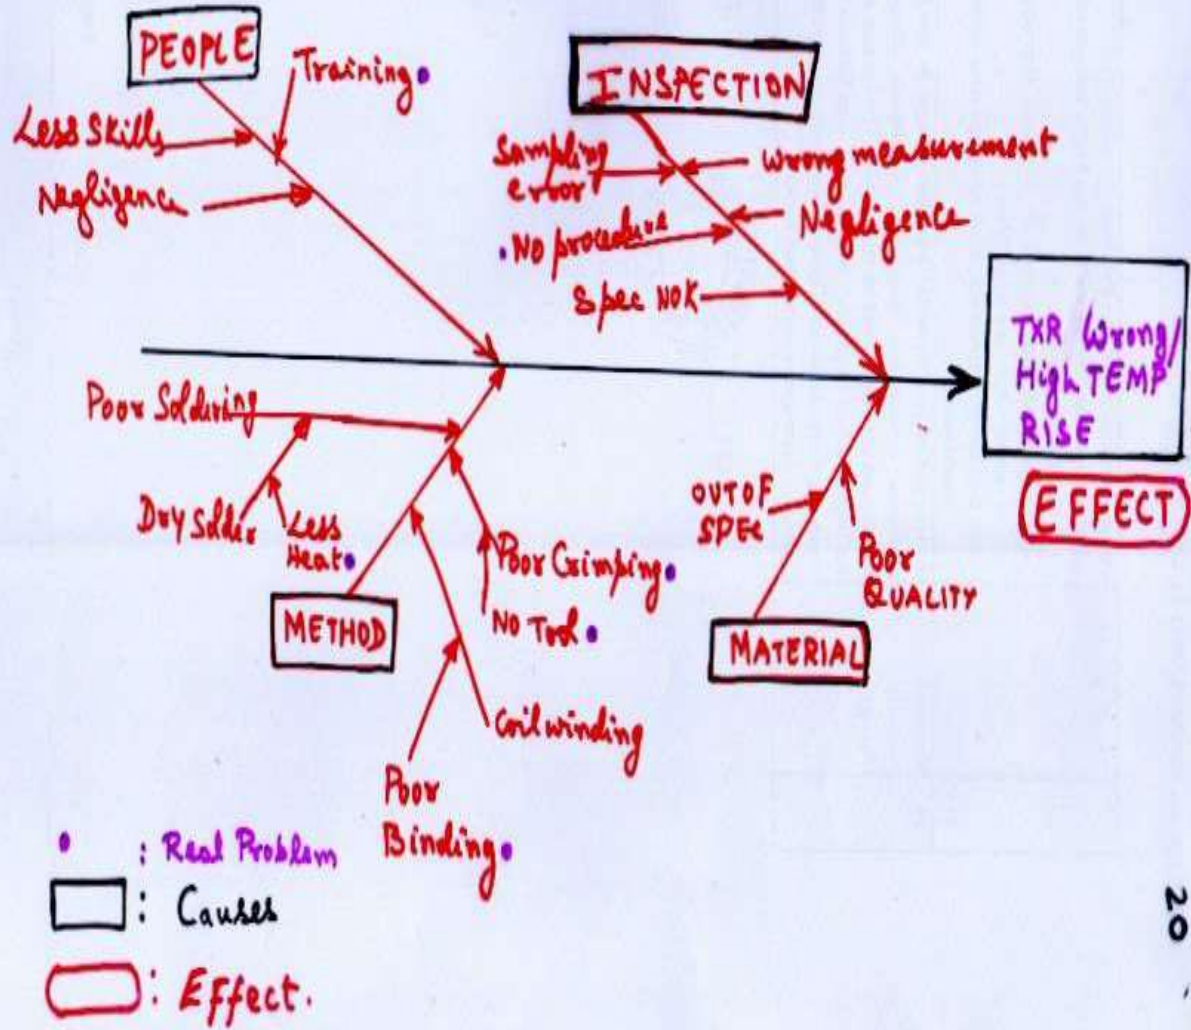 PEOPLE
Training
Less Skills
Negligence
INSPECTION
Sampling
error
Wrong measurement
Negligence
No procedure
Spec NOK
TXR Wrong/
High TEMP
RISE
EFFECT
Poor Soldering
Dry Solder
Less
Heat
Poor Crimping
No Tool
METHOD
Coil winding
Poor
Binding
OUT OF
SPEC
Poor
QUALITY
MATERIAL
: Real Problem
: Causes
: Effect.
20